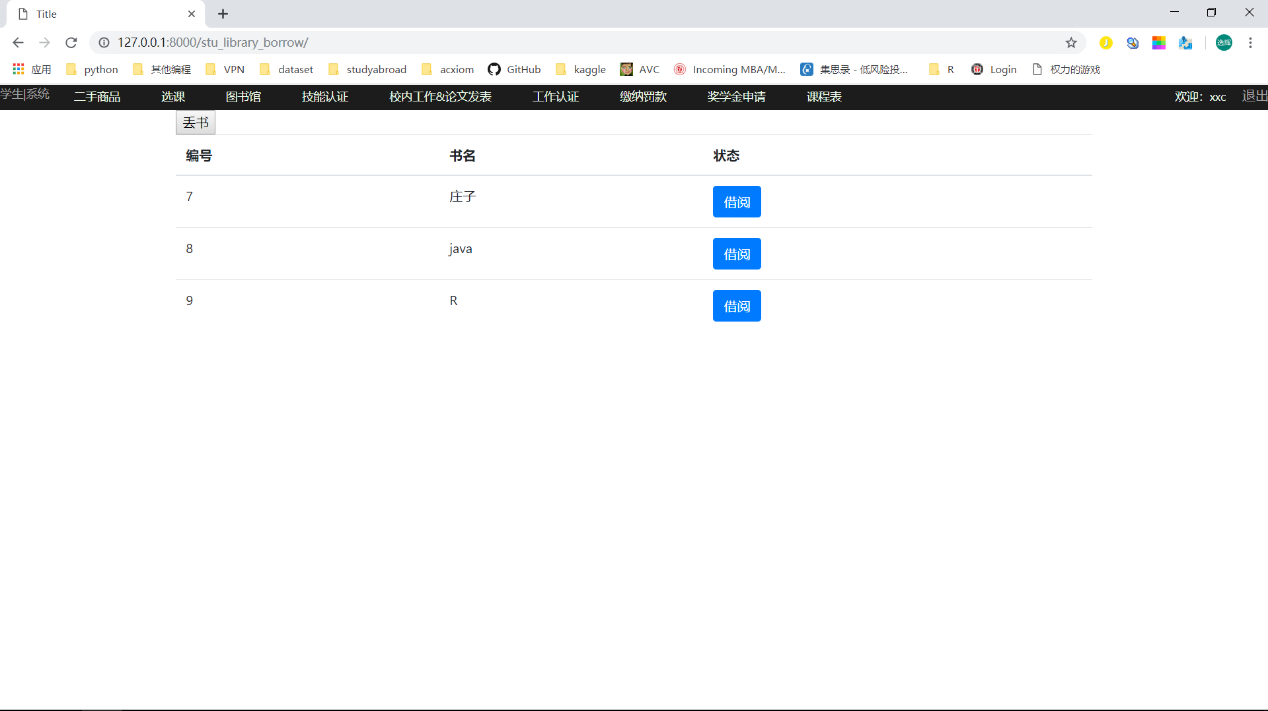 Title
127.0.0.1:8000/stu_library_borrow/
应用 python 其他编程 VPN dataset studyabroad acxiom GitHub kaggle AVC Incoming MBA/M... 集思录 - 低风险投... R Login 权力的游戏
学生|系统 二手商品 选课 图书馆 技能认证 校内工作&论文发表 工作认证 缴纳罚款 奖学金申请 课程表 欢迎：xxc 退出
丢书
编号 书名 状态
7 庄子 借阅
8 java 借阅
9 R 借阅